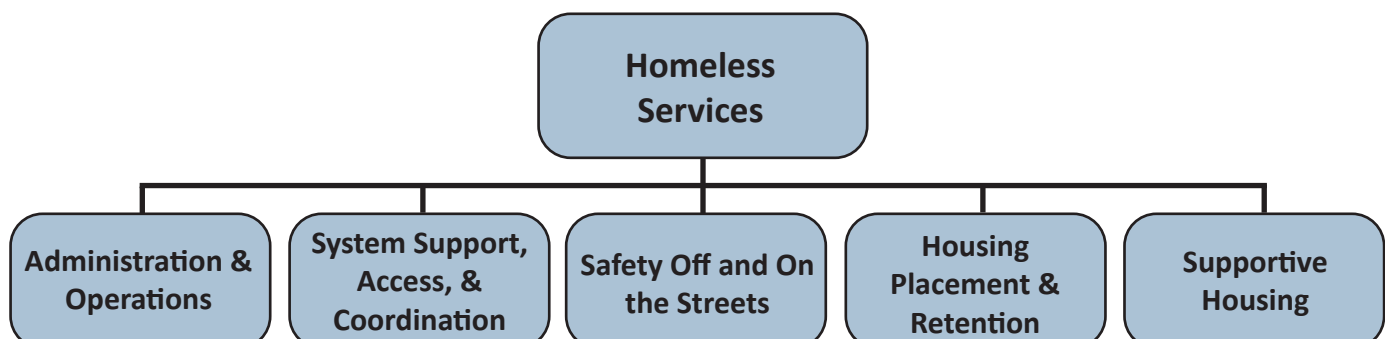 Homeless
Services
Administration &
Operations
System Support,
Access, &
Coordination
Safety Off and On
the Streets
Housing
Placement &
Retention
Supportive
Housing